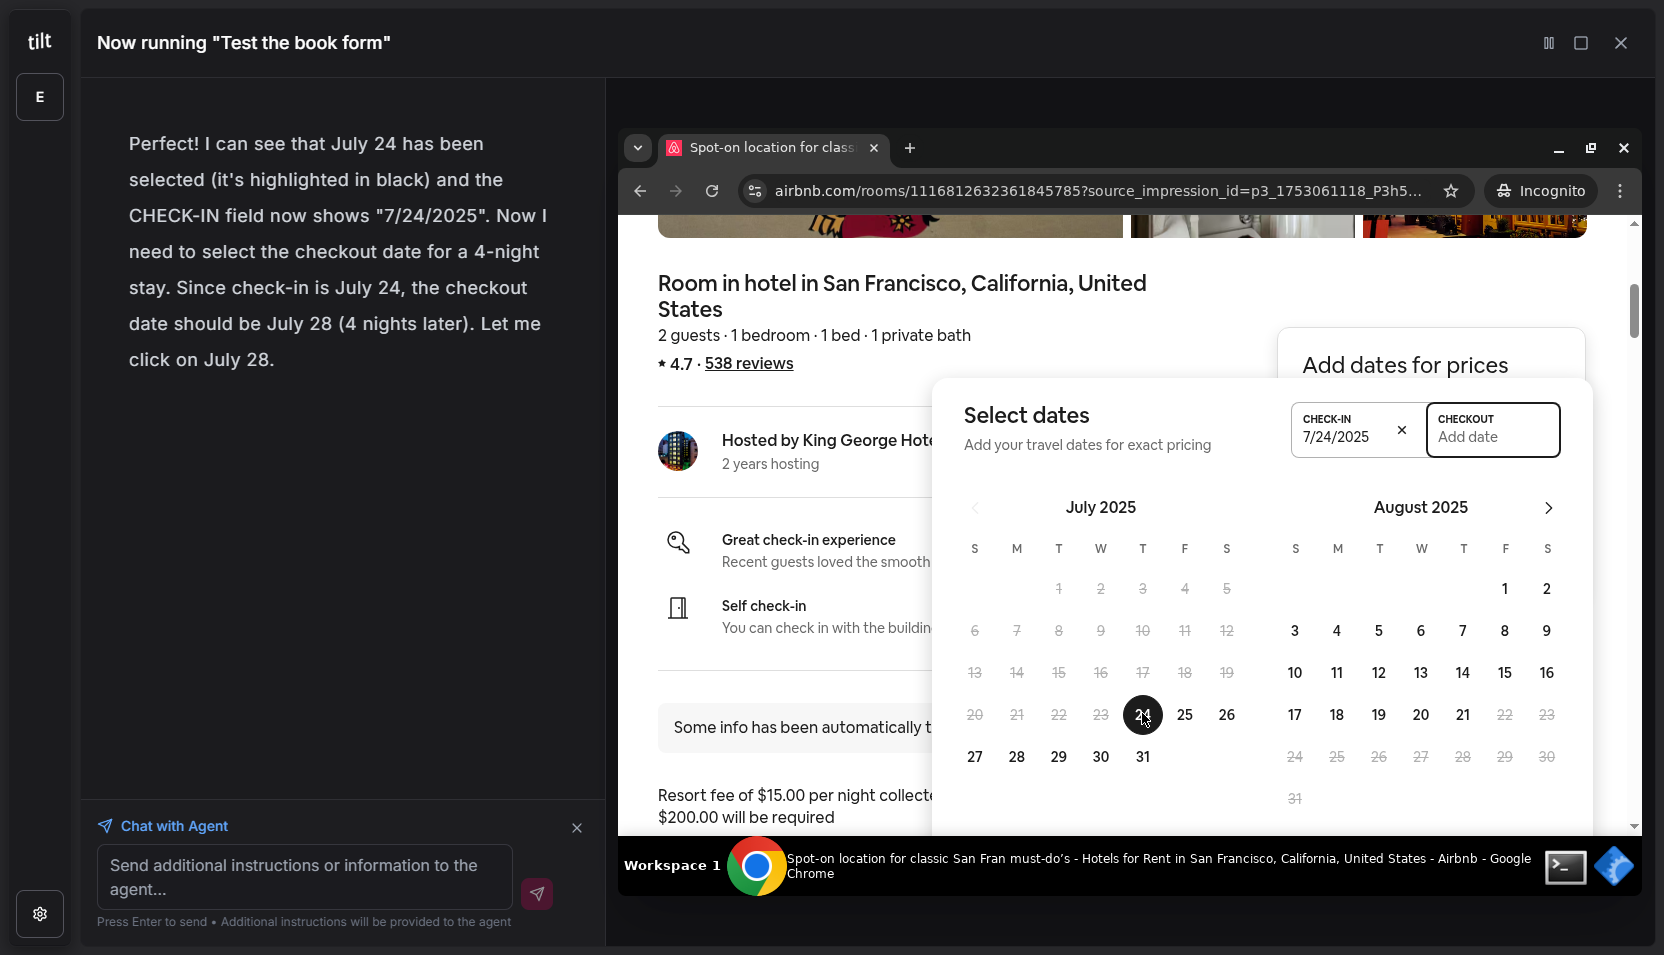 tilt
E
Now running "Test the book form"
Perfect! I can see that July 24 has been
selected (it's highlighted in black) and the
CHECK-IN field now shows "7/24/2025". Now I
need to select the checkout date for a 4-night
stay. Since check-in is July 24, the checkout
date should be July 28 (4 nights later). Let me
click on July 28.
Chat with Agent
Send additional instructions or information to the
agent...
Press Enter to send • Additional instructions will be provided to the agent
Spot-on location for class
airbnb.com/rooms/1116812632361845785?source_impression_id=p3_1753061118_P3h5...
Incognito
Room in hotel in San Francisco, California, United
States
2 guests · 1 bedroom · 1 bed · 1 private bath
★ 4.7 · 538 reviews
Add dates for prices
Hosted by King George Hote
2 years hosting
Great check-in experience
Recent guests loved the smooth
Self check-in
You can check in with the buildin
Some info has been automatically t
Resort fee of $15.00 per night collecte
$200.00 will be required
Select dates
Add your travel dates for exact pricing
CHECK-IN
7/24/2025
CHECKOUT
Add date
July 2025
S M T W T F S
1 2 3 4 5
6 7 8 9 10 11 12
13 14 15 16 17 18 19
20 21 22 23 24 25 26
27 28 29 30 31
August 2025
S M T W T F S
1 2
3 4 5 6 7 8 9
10 11 12 13 14 15 16
17 18 19 20 21 22 23
24 25 26 27 28 29 30
31
Workspace 1
Spot-on location for classic San Fran must-do's - Hotels for Rent in San Francisco, California, United States - Airbnb - Google
Chrome